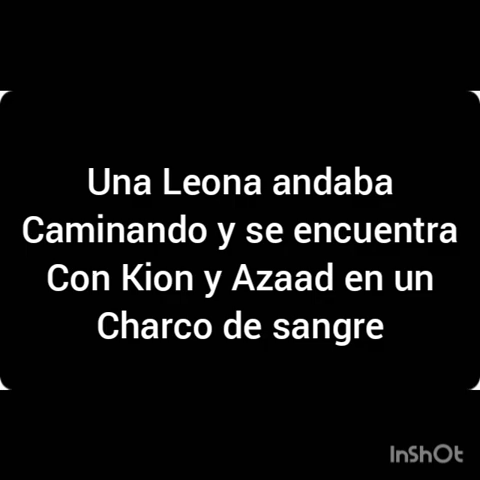 Una Leona andaba
Caminando y se encuentra
Con Kion y Azaad en un
Charco de sangre
InShOt